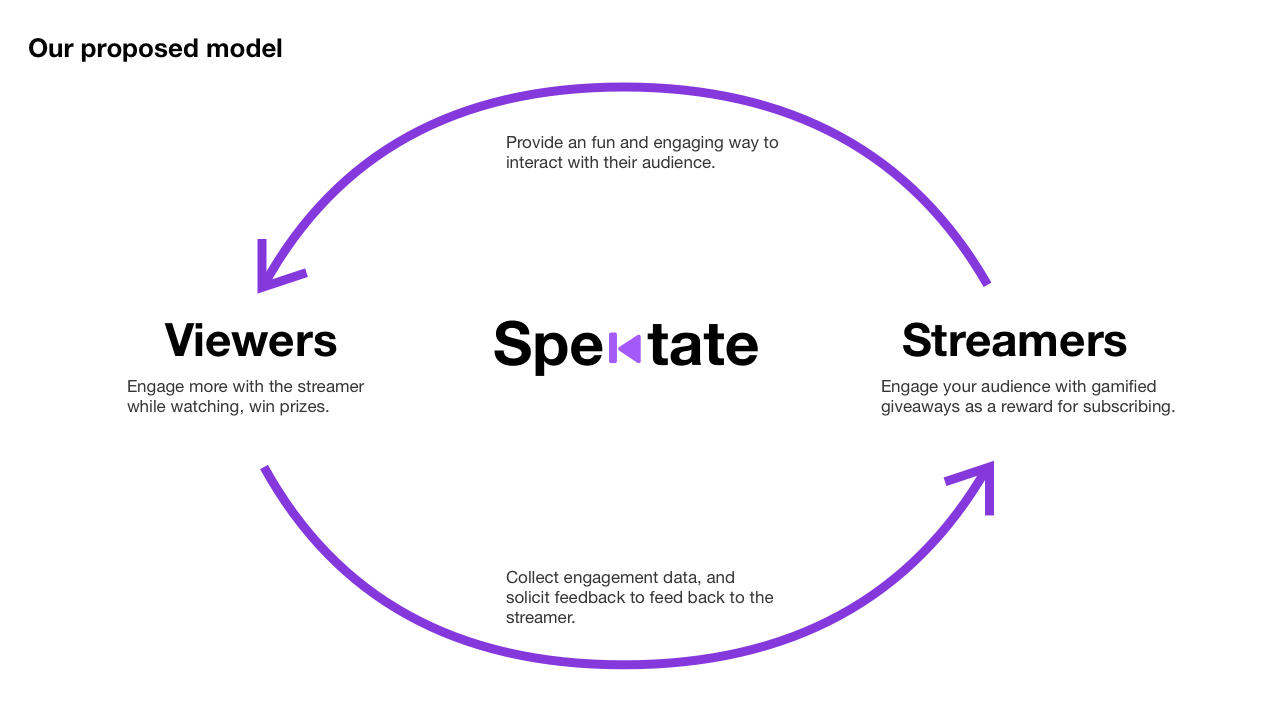 Our proposed model
Provide an fun and engaging way to
interact with their audience.
Viewers
Engage more with the streamer
while watching, win prizes.
Spektate
Streamers
Engage your audience with gamified
giveaways as a reward for subscribing.
Collect engagement data, and
solicit feedback to feed back to the
streamer.